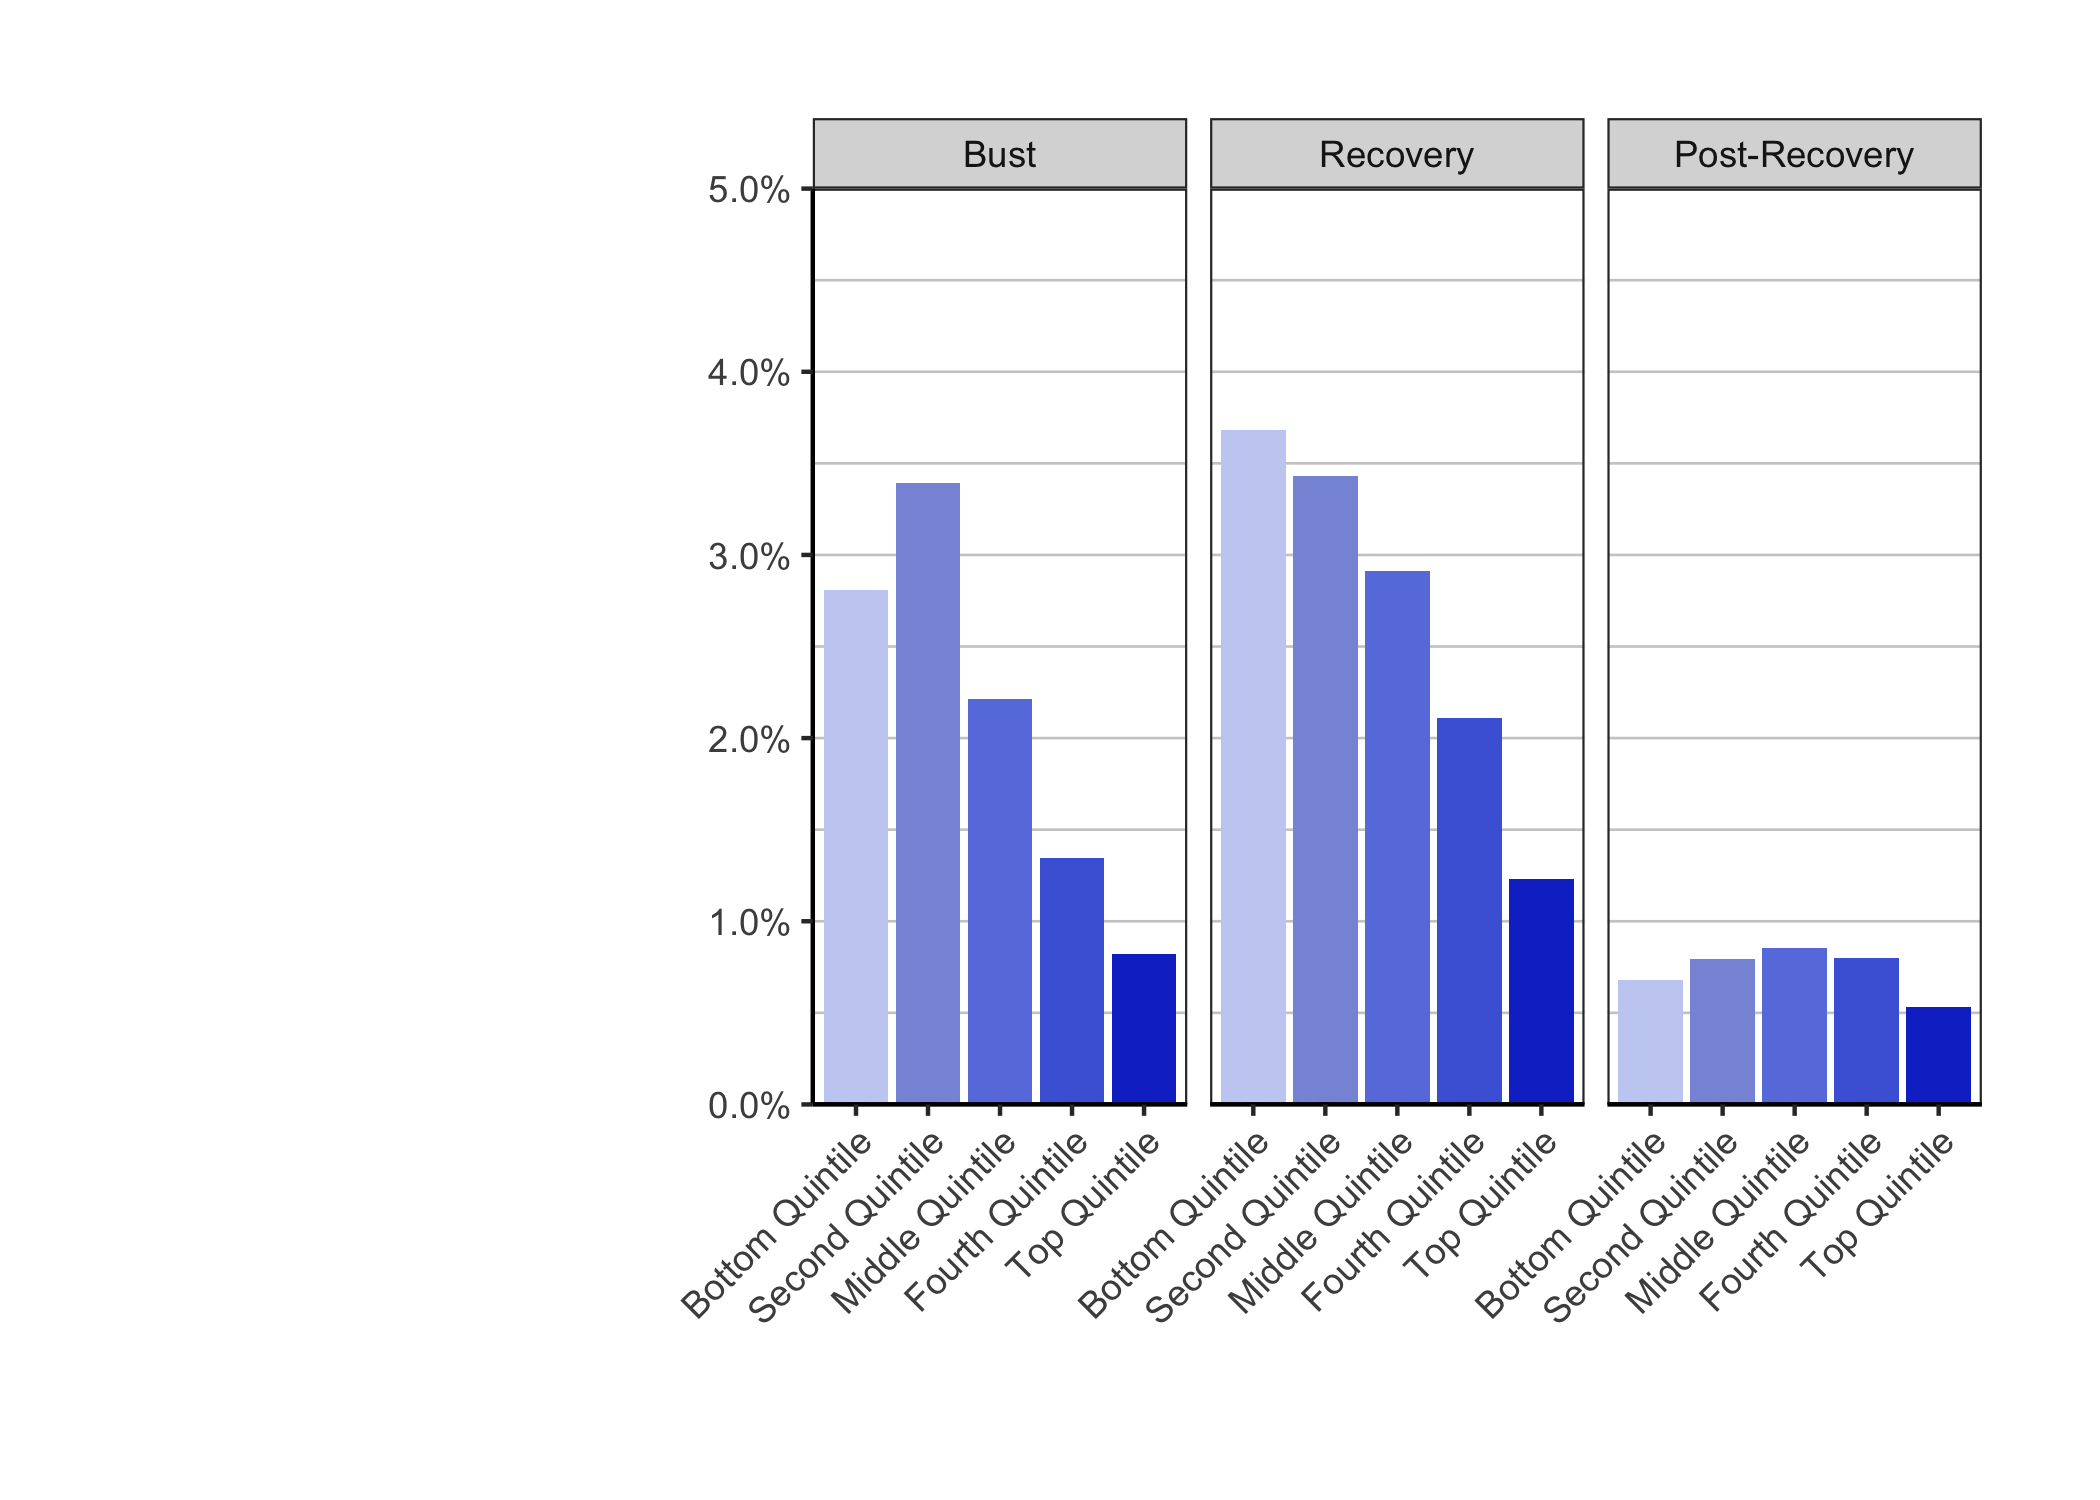 Bust
Recovery
Post-Recovery
5.0%
4.0%
3.0%
2.0%
1.0%
0.0%
Bottom Quintile
Second Quintile
Middle Quintile
Fourth Quintile
Top Quintile
Bottom Quintile
Second Quintile
Middle Quintile
Fourth Quintile
Top Quintile
Bottom Quintile
Second Quintile
Middle Quintile
Fourth Quintile
Top Quintile